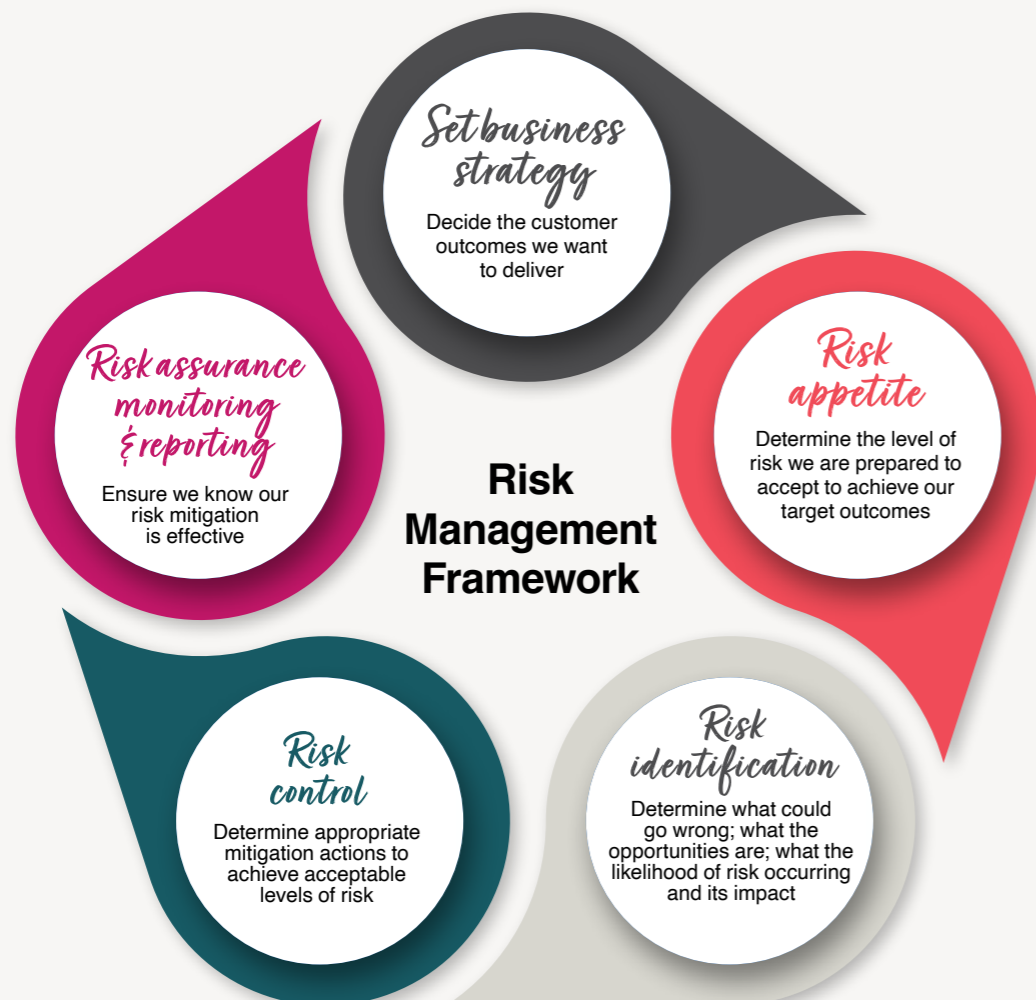 Set business
strategy
Decide the customer
outcomes we want
to deliver
Risk
appetite
Determine the level of
risk we are prepared to
accept to achieve our
target outcomes
Risk
identification
Determine what could
go wrong; what the
opportunities are; what the
likelihood of risk occurring
and its impact
Risk
control
Determine appropriate
mitigation actions to
achieve acceptable
levels of risk
Risk assurance
monitoring
& reporting
Ensure we know our
risk mitigation
is effective
Risk
Management
Framework